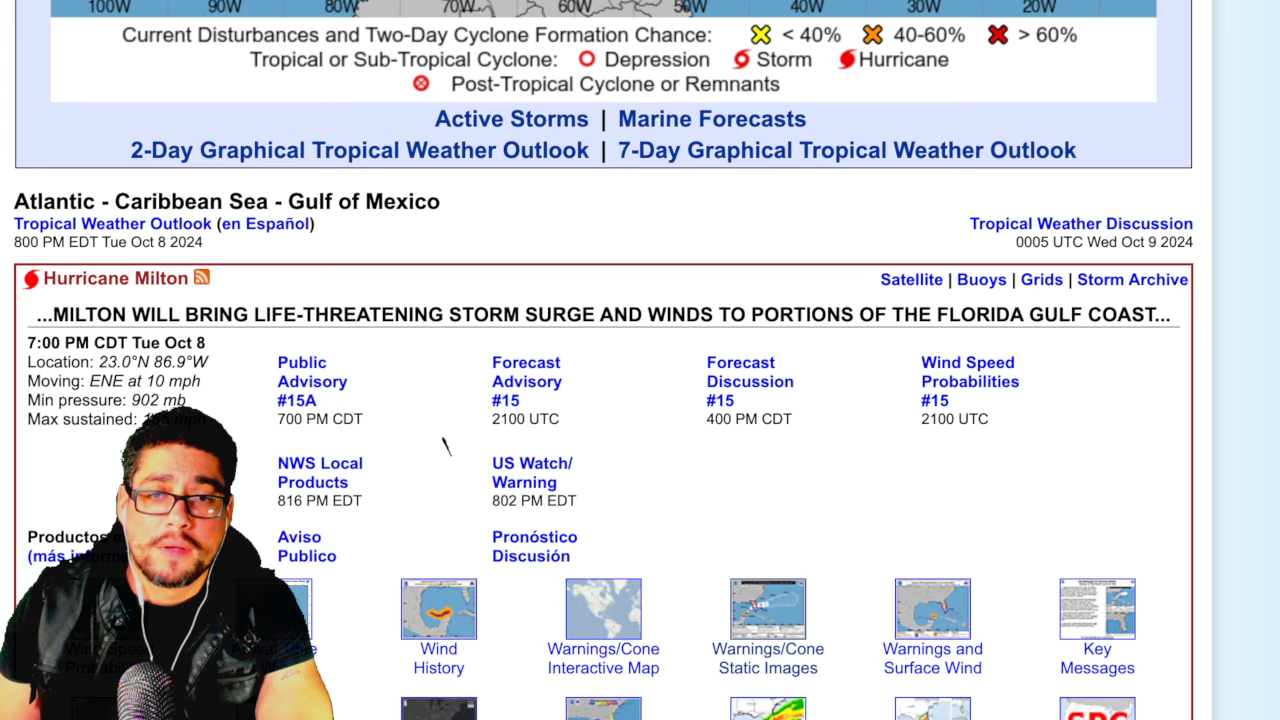 100W 90W 80W 70W 60W 50W 40W 30W 20W
Current Disturbances and Two-Day Cyclone Formation Chance: < 40% 40-60% > 60%
Tropical or Sub-Tropical Cyclone: Depression Storm Hurricane
Post-Tropical Cyclone or Remnants
Active Storms | Marine Forecasts
2-Day Graphical Tropical Weather Outlook | 7-Day Graphical Tropical Weather Outlook
Atlantic - Caribbean Sea - Gulf of Mexico
Tropical Weather Outlook (en Español) Tropical Weather Discussion
800 PM EDT Tue Oct 8 2024 0005 UTC Wed Oct 9 2024
Hurricane Milton Satellite | Buoys | Grids | Storm Archive
...MILTON WILL BRING LIFE-THREATENING STORM SURGE AND WINDS TO PORTIONS OF THE FLORIDA GULF COAST...
7:00 PM CDT Tue Oct 8
Location: 23.0°N 86.9°W
Moving: ENE at 10 mph
Min pressure: 902 mb
Max sustained: mph
Public
Advisory
#15A
700 PM CDT
Forecast
Advisory
#15
2100 UTC
Forecast
Discussion
#15
400 PM CDT
Wind Speed
Probabilities
#15
2100 UTC
NWS Local
Products
816 PM EDT
US Watch/
Warning
802 PM EDT
Productos
(más
Aviso
Publico
Pronóstico
Discusión
Wind Speed
Wind
History
Warnings/Cone
Interactive Map
Warnings/Cone
Static Images
Warnings and
Surface Wind
Key
Messages
SPC